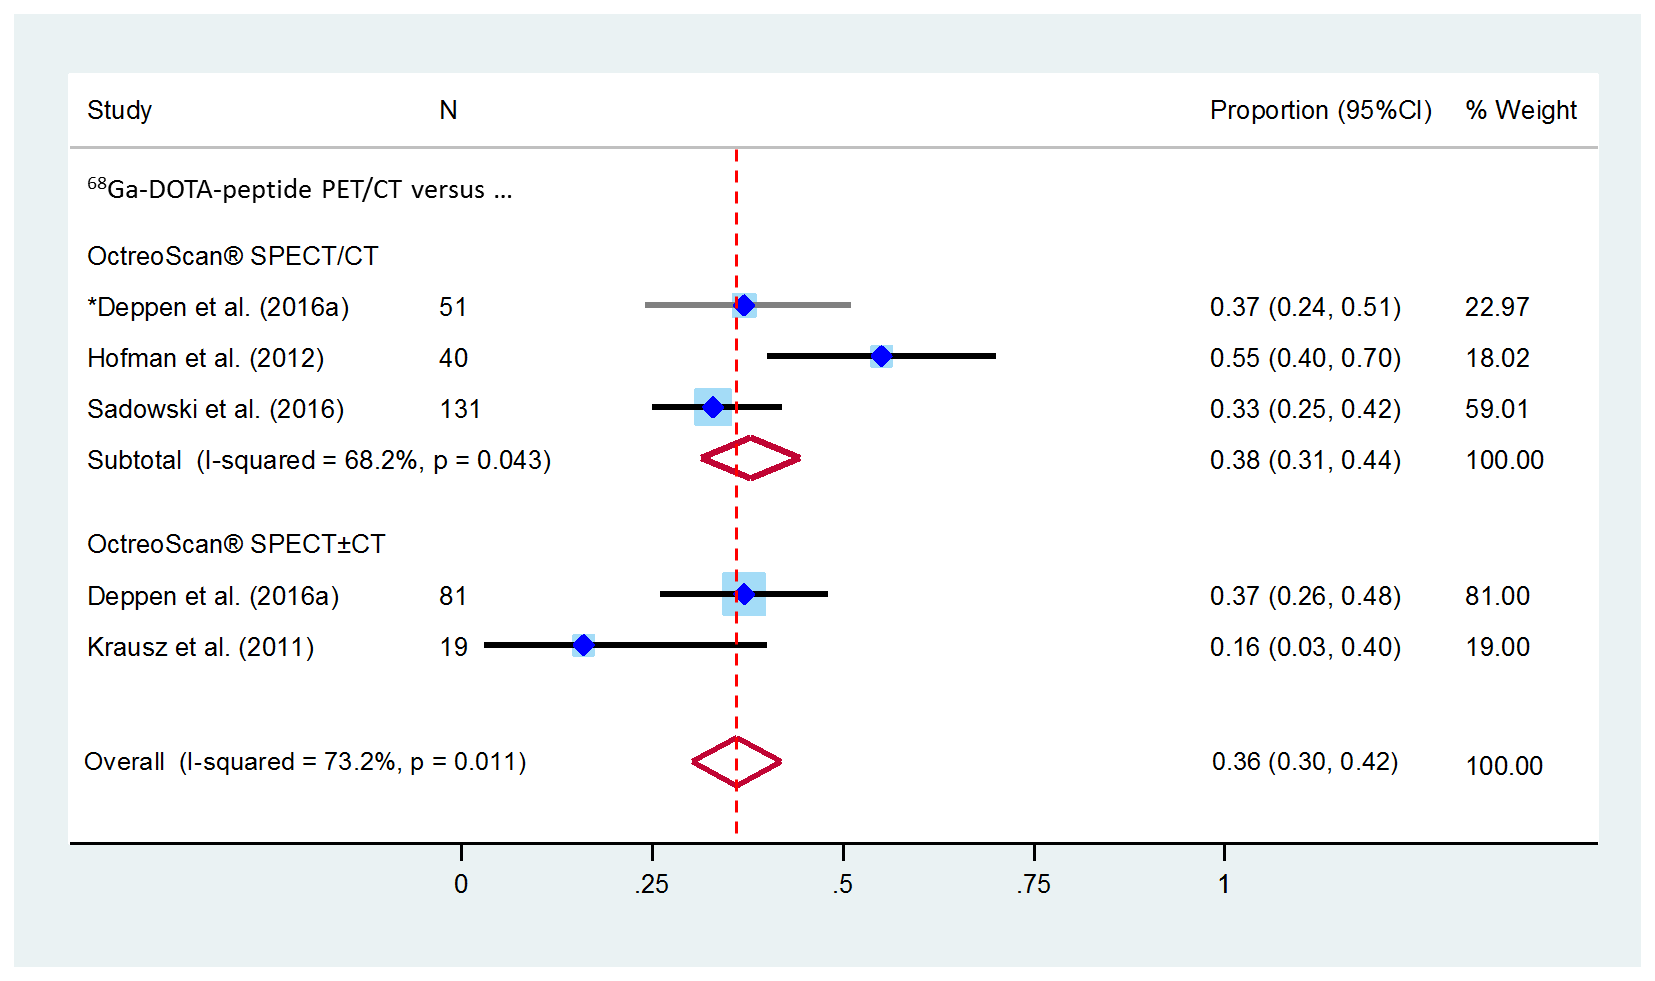 Study N Proportion (95%CI) % Weight
⁶⁸Ga-DOTA-peptide PET/CT versus ...
OctreoScan® SPECT/CT
*Deppen et al. (2016a) 51 0.37 (0.24, 0.51) 22.97
Hofman et al. (2012) 40 0.55 (0.40, 0.70) 18.02
Sadowski et al. (2016) 131 0.33 (0.25, 0.42) 59.01
Subtotal (I-squared = 68.2%, p = 0.043) 0.38 (0.31, 0.44) 100.00
OctreoScan® SPECT±CT
Deppen et al. (2016a) 81 0.37 (0.26, 0.48) 81.00
Krausz et al. (2011) 19 0.16 (0.03, 0.40) 19.00
Overall (I-squared = 73.2%, p = 0.011) 0.36 (0.30, 0.42) 100.00
0 .25 .5 .75 1